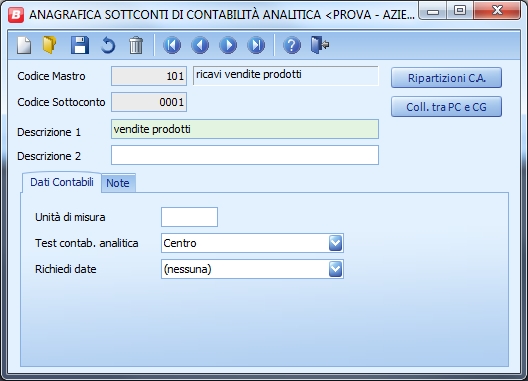 B ANAGRAFICA SOTTCONTI DI CONTABILITÀ ANALITICA <PROVA - AZIE...
Codice Mastro 101 ricavi vendite prodotti Ripartizioni C.A.
Codice Sottoconto 0001 Coll. tra PC e CG
Descrizione 1 vendite prodotti
Descrizione 2
Dati Contabili Note
Unità di misura
Test contab. analitica Centro
Richiedi date (nessuna)